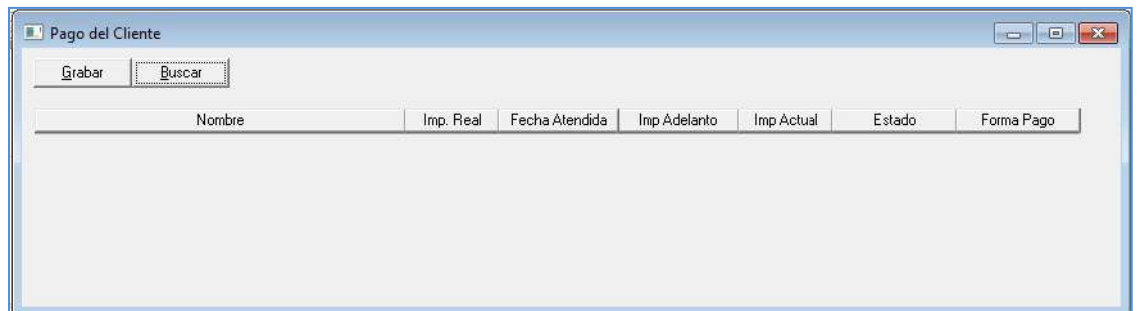 Pago del Cliente
Grabar Buscar
Nombre Imp. Real Fecha Atendida Imp Adelanto Imp Actual Estado Forma Pago